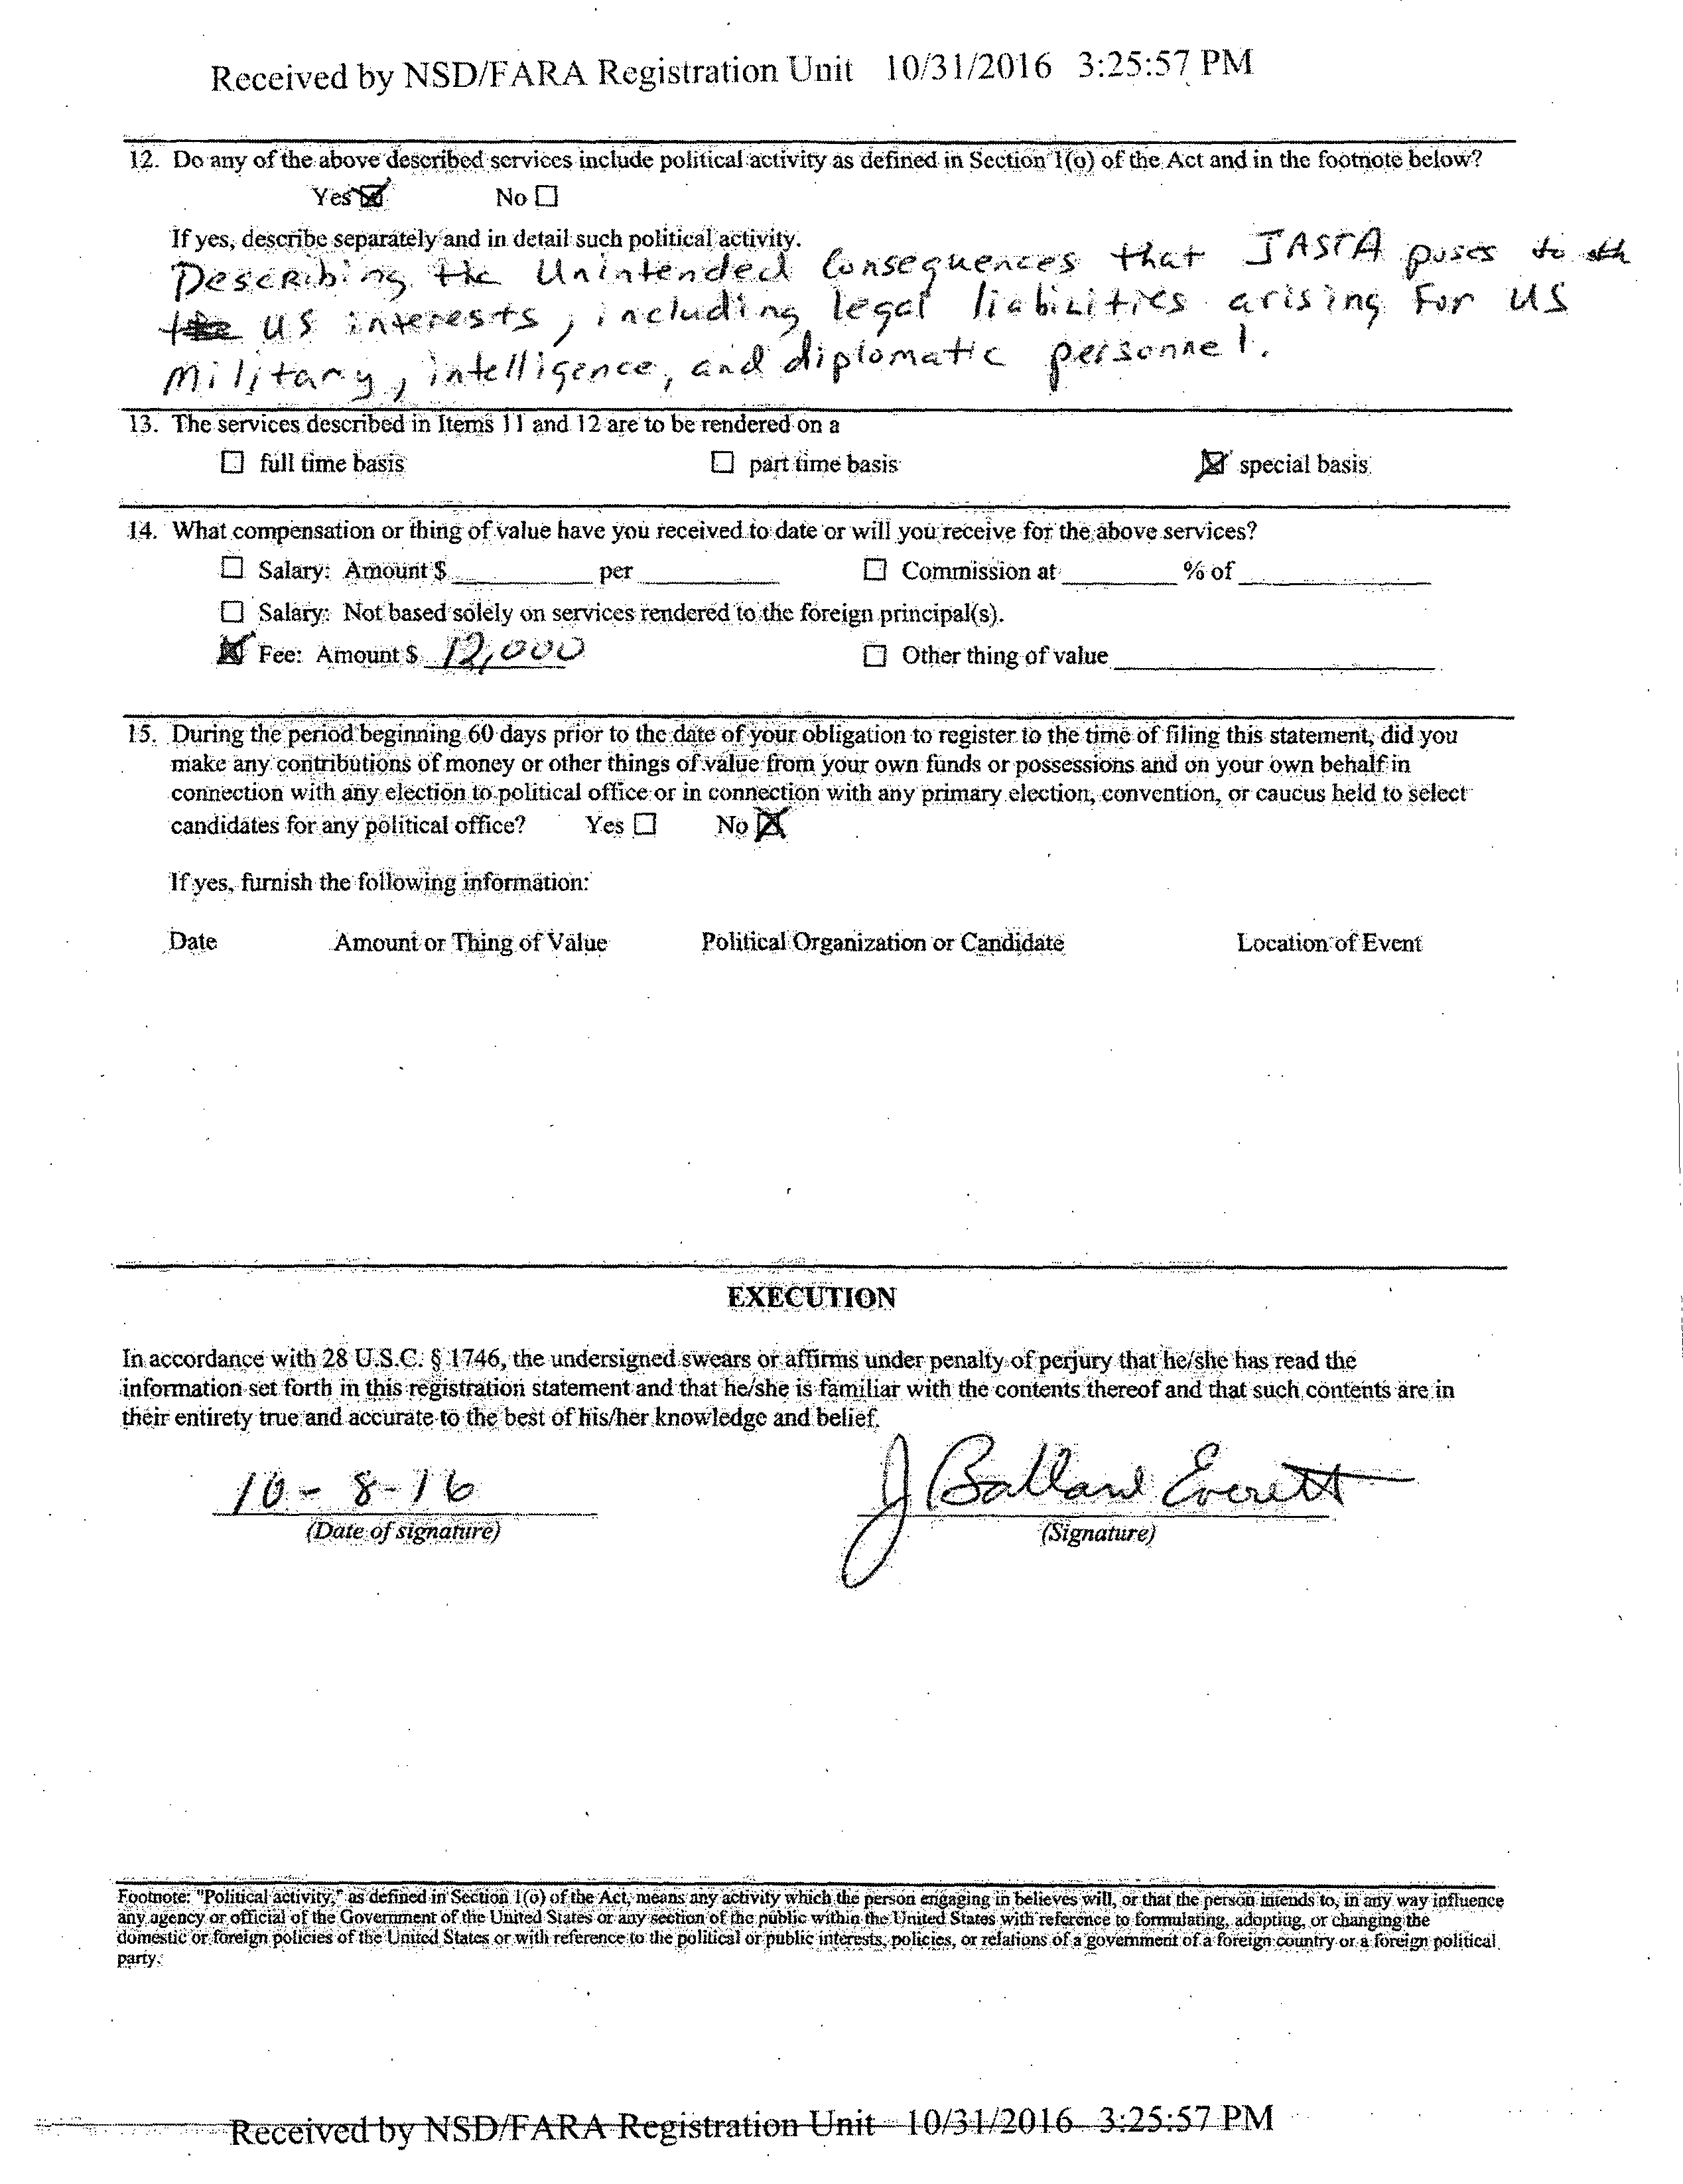 Received by NSD/FARA Registration Unit 10/31/2016 3:25:57 PM
12. Do any of the above described services include political activity as defined in Section 1(o) of the Act and in the footnote below?
Yes ☒ No ☐
If yes, describe separately and in detail such political activity.
Describing the Unintended Consequences that JASTA poses to
US interests, including legal liabilities arising for US
Military, intelligence, and diplomatic personnel.
13. The services described in Items 11 and 12 are to be rendered on a
☐ full time basis ☐ part time basis ☒ special basis
14. What compensation or thing of value have you received to date or will you receive for the above services?
☐ Salary: Amount $ ________ per ________ ☐ Commission at ________ % of ________
☐ Salary: Not based solely on services rendered to the foreign principal(s).
☒ Fee: Amount $ 12,000 ☐ Other thing of value ________
15. During the period beginning 60 days prior to the date of your obligation to register to the time of filing this statement, did you
make any contributions of money or other things of value from your own funds or possessions and on your own behalf in
connection with any election to political office or in connection with any primary election, convention, or caucus held to select
candidates for any political office? Yes ☐ No ☒
If yes, furnish the following information:
Date Amount or Thing of Value Political Organization or Candidate Location of Event
EXECUTION
In accordance with 28 U.S.C. § 1746, the undersigned swears or affirms under penalty of perjury that he/she has read the
information set forth in this registration statement and that he/she is familiar with the contents thereof and that such contents are in
their entirety true and accurate to the best of his/her knowledge and belief.
10-8-16 J Ballard Everett
(Date of signature) (Signature)
Footnote: "Political activity," as defined in Section 1(o) of the Act, means any activity which the person engaging in believes will, or that the person intends to, in any way influence
any agency or official of the Government of the United States or any section of the public within the United States with reference to formulating, adopting, or changing the
domestic or foreign policies of the United States or with reference to the political or public interests, policies, or relations of a government of a foreign country or a foreign political
party.
Received by NSD/FARA Registration Unit 10/31/2016 3:25:57 PM